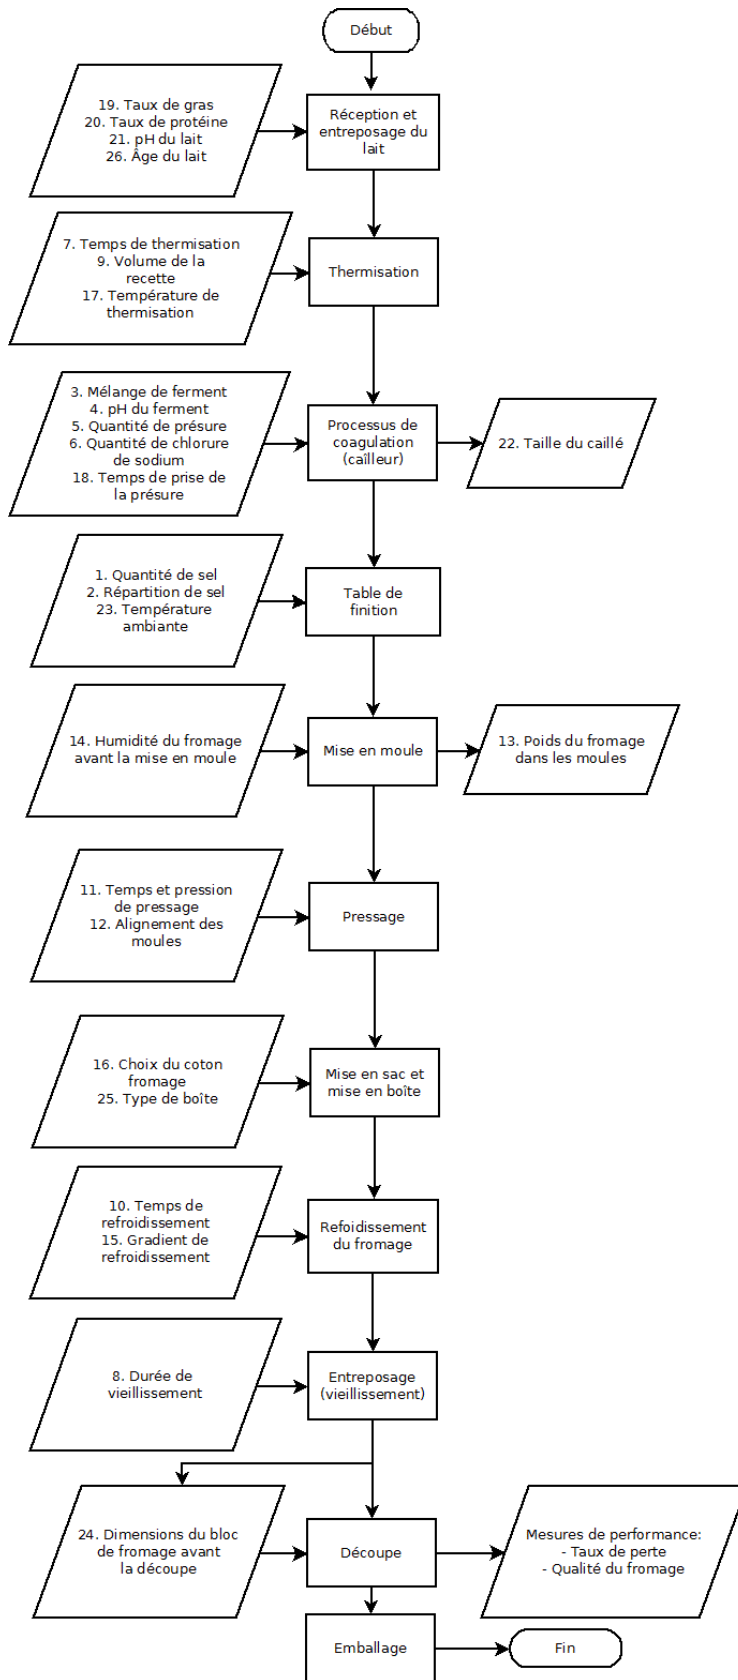 Début
19. Taux de gras
20. Taux de protéine
21. pH du lait
26. Âge du lait
Réception et
entreposage du
lait
7. Temps de thermisation
9. Volume de la
recette
17. Température de
thermisation
Thermisation
3. Mélange de ferment
4. pH du ferment
5. Quantité de présure
6. Quantité de chlorure
de sodium
18. Temps de prise de
la présure
Processus de
coagulation
(caîlleur)
22. Taille du caillé
1. Quantité de sel
2. Répartition de sel
23. Température
ambiante
Table de
finition
14. Humidité du fromage
avant la mise en moule
Mise en moule
13. Poids du fromage
dans les moules
11. Temps et pression
de pressage
12. Alignement des
moules
Pressage
16. Choix du coton
fromage
25. Type de boîte
Mise en sac et
mise en boîte
10. Temps de
refroidissement
15. Gradient de
refroidissement
Refoidissement
du fromage
8. Durée de
vieillissement
Entreposage
(vieillissement)
24. Dimensions du bloc
de fromage avant
la découpe
Découpe
Mesures de performance:
- Taux de perte
- Qualité du fromage
Emballage
Fin